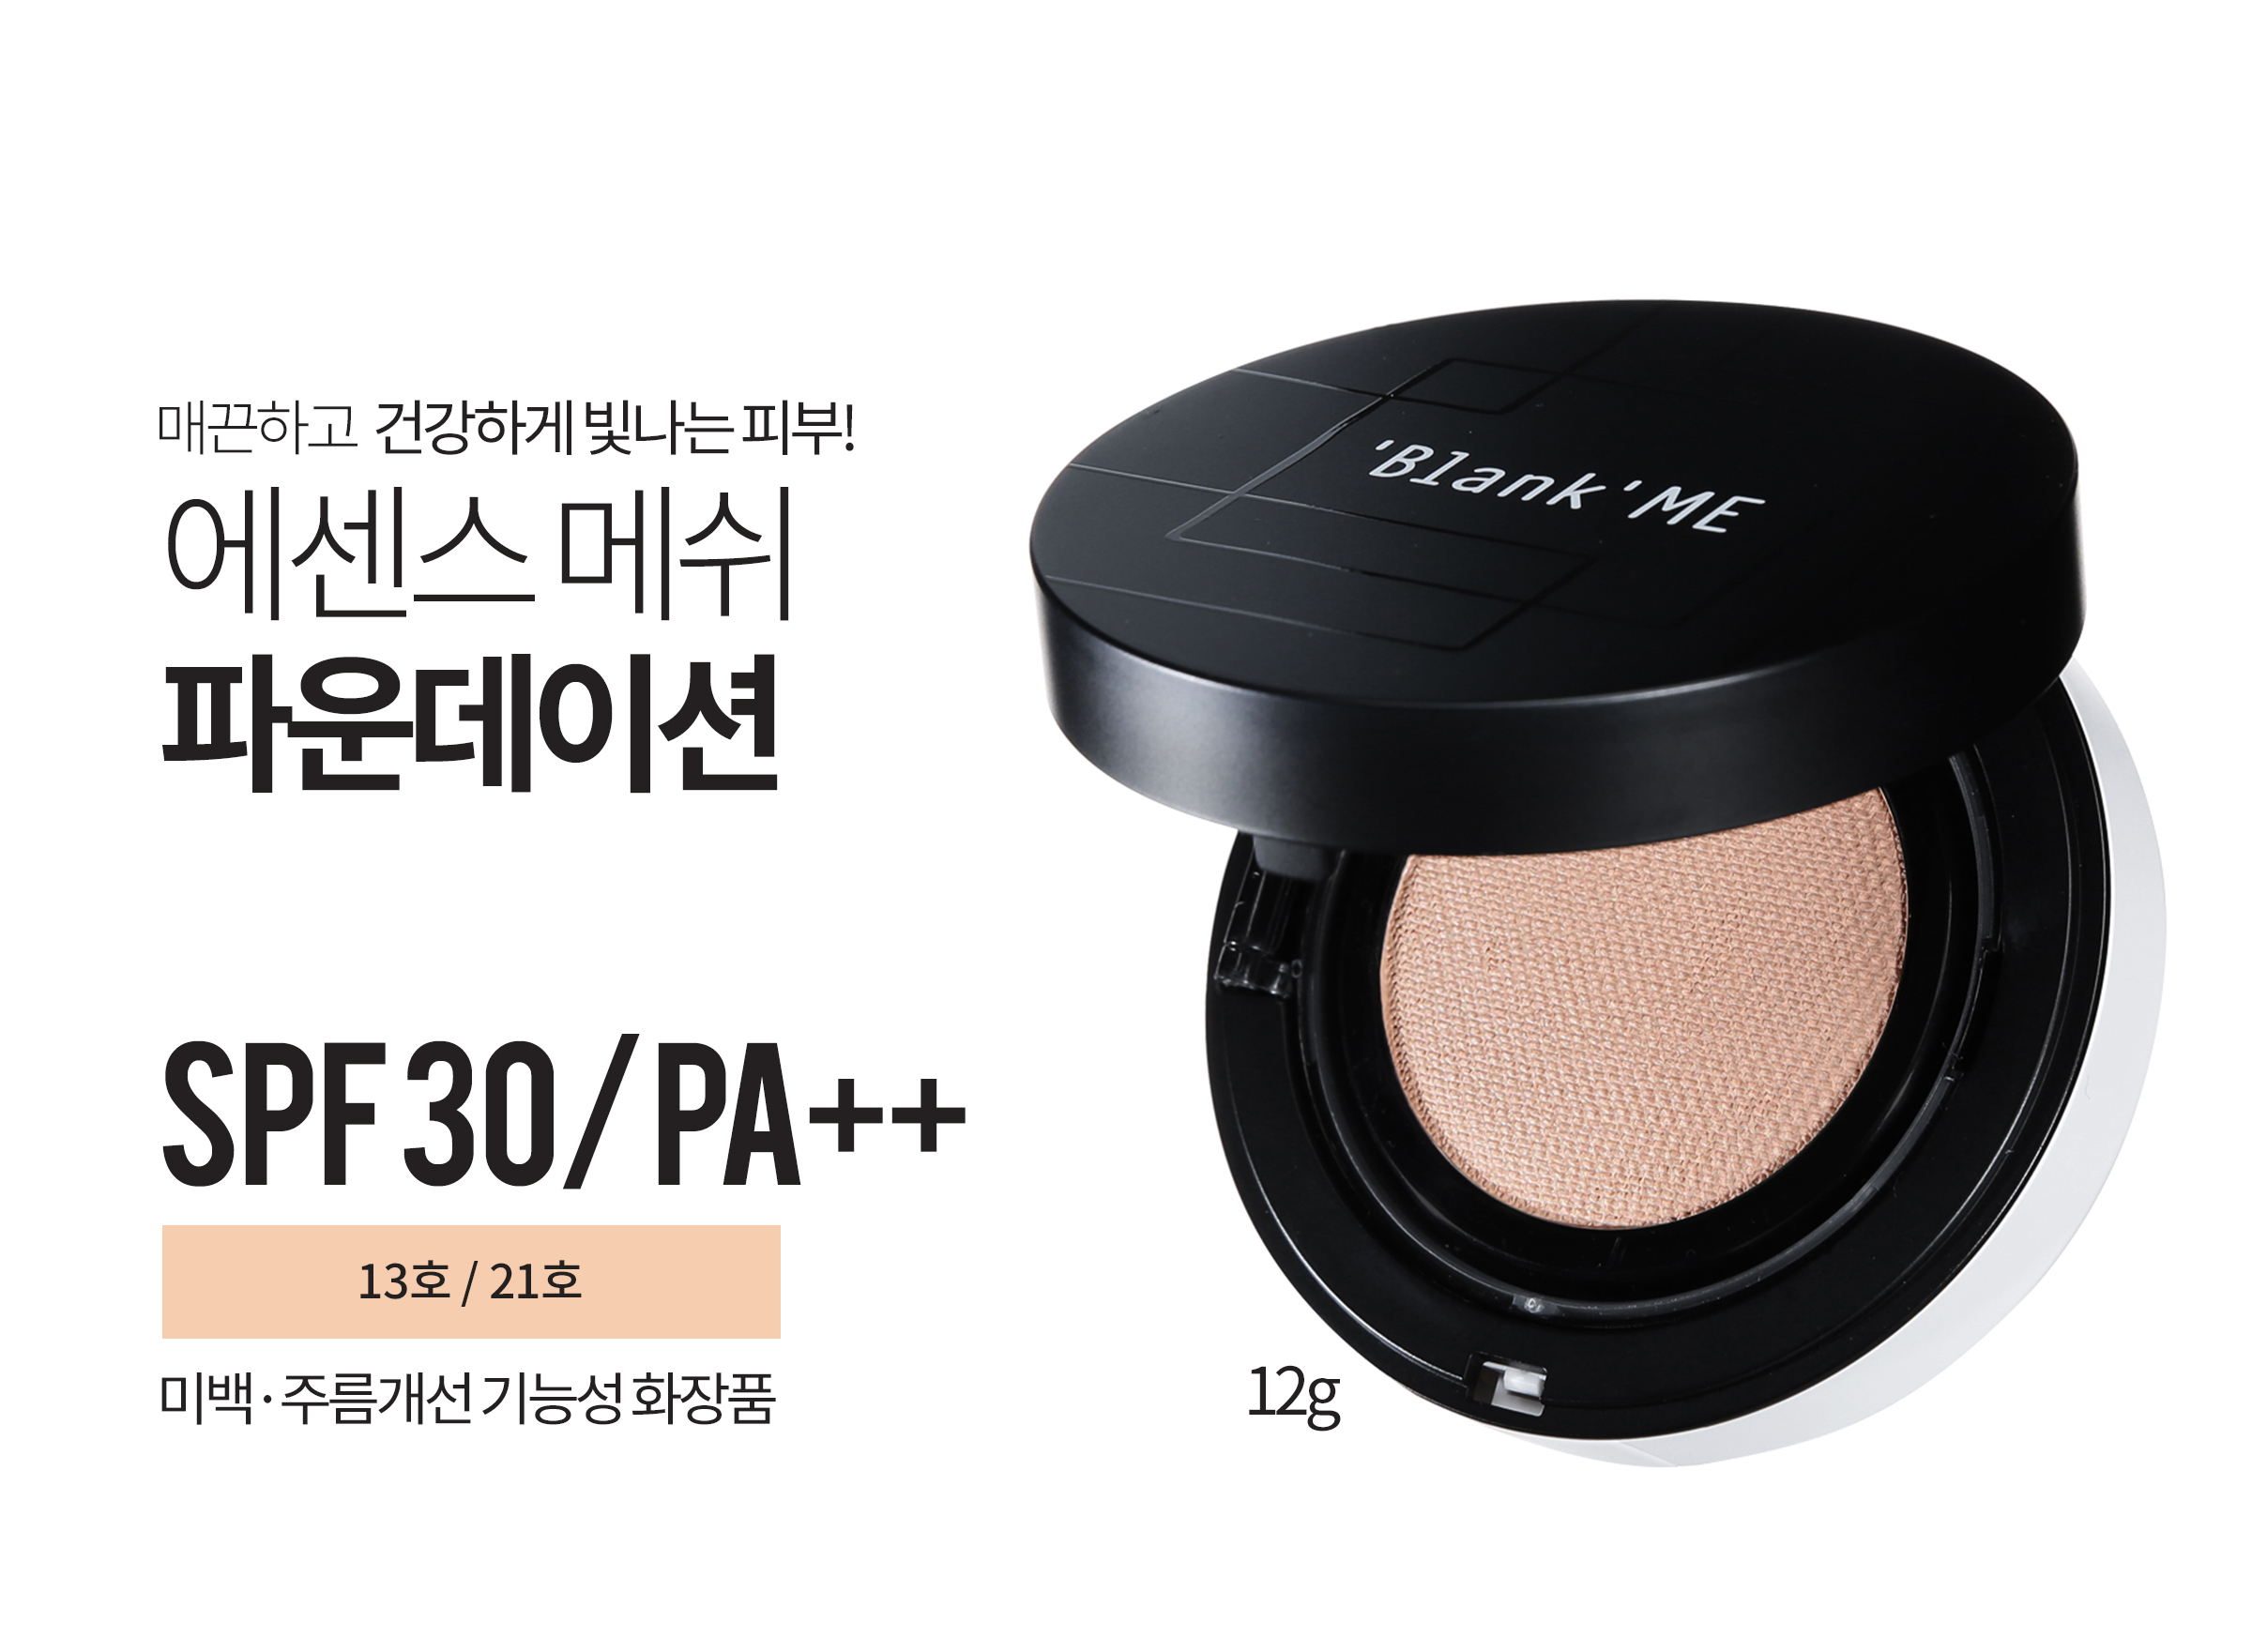 매끈하고 건강하게 빛나는 피부!
에센스 메쉬
파운데이션
'Blank'ME
SPF 30/PA++
13호 / 21호
미백·주름개선 기능성 화장품
12g